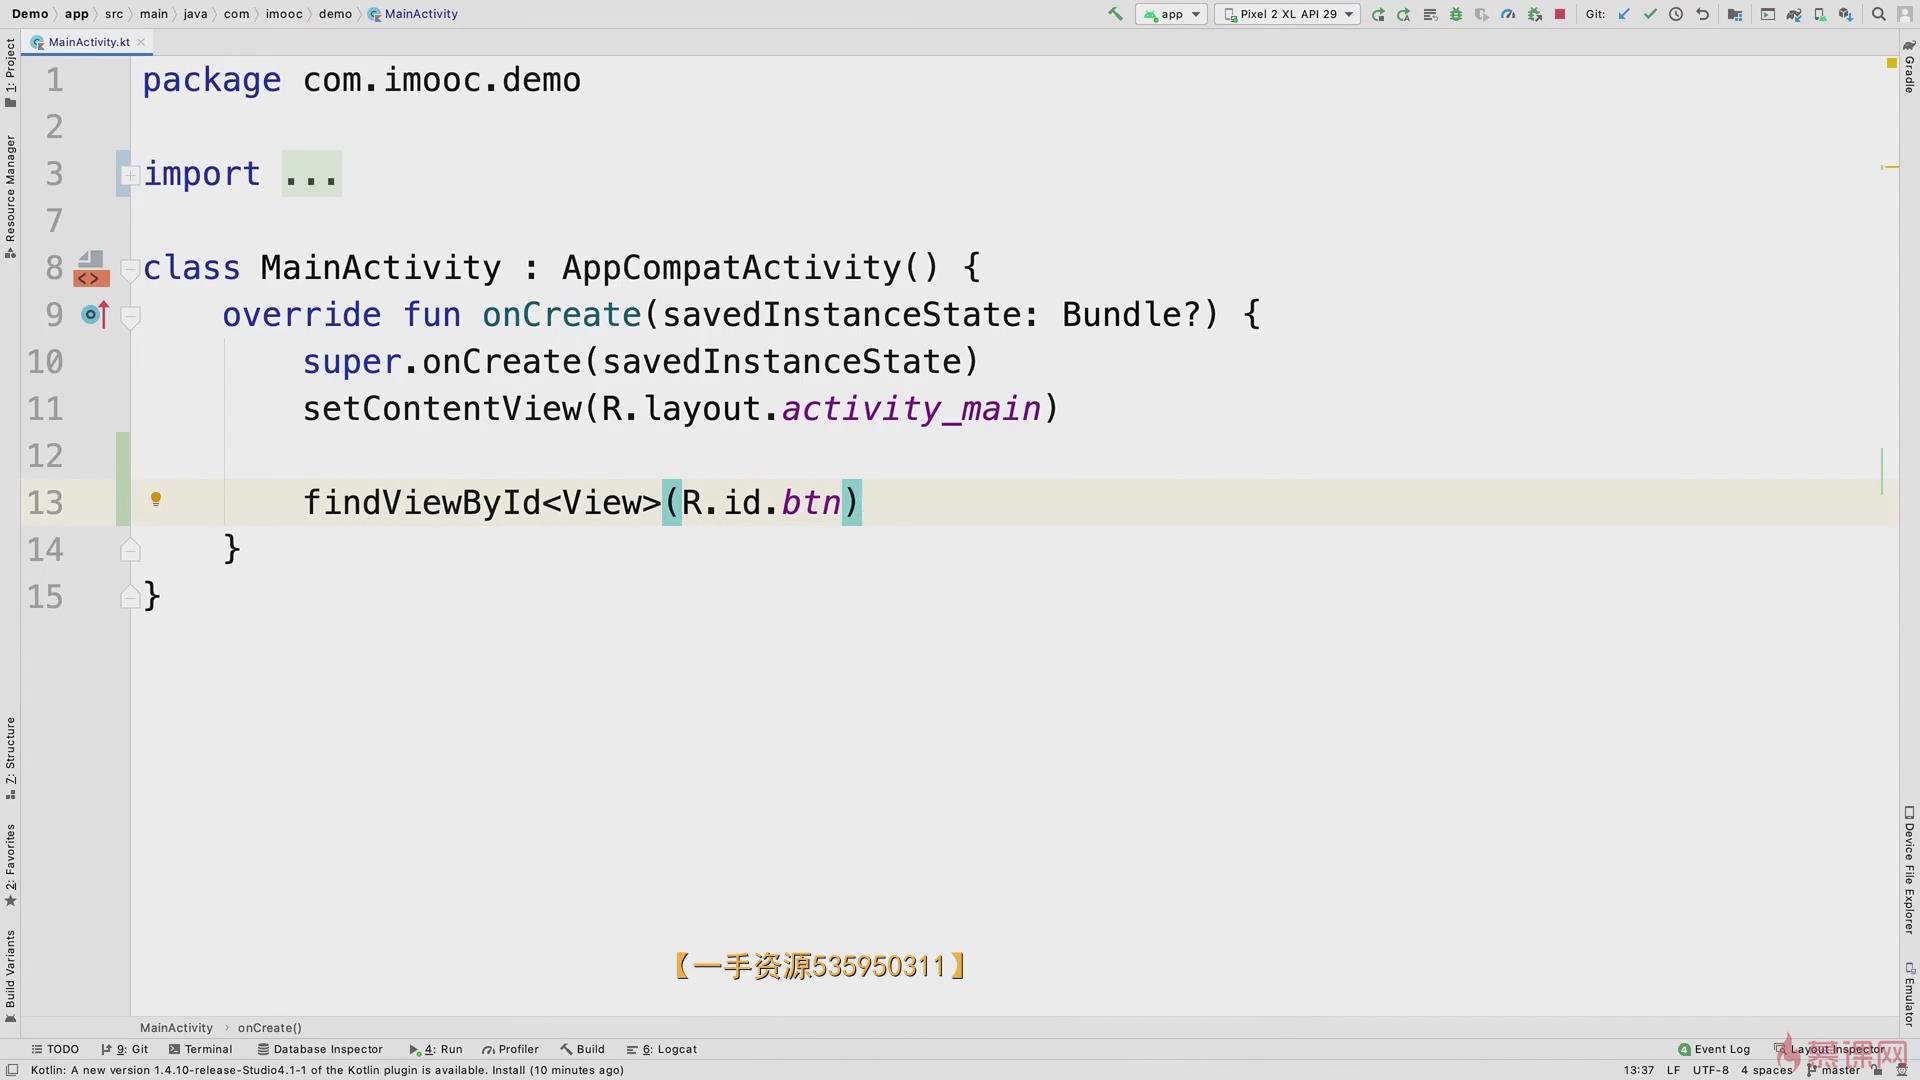 Demo app src main java com imooc demo MainActivity
app Pixel 2 XL API 29 Git:
MainActivity.kt
1: Project
Resource Manager
Z: Structure
2: Favorites
Build Variants
Gradle
Device File Explorer
Emulator
1 package com.imooc.demo
2
3 import ...
7
8 class MainActivity : AppCompatActivity() {
9 override fun onCreate(savedInstanceState: Bundle?) {
10 super.onCreate(savedInstanceState)
11 setContentView(R.layout.activity_main)
12
13 findViewById<View>(R.id.btn)
14 }
15 }
【一手资源535950311】
MainActivity › onCreate()
TODO 9: Git Terminal Database Inspector 4: Run Profiler Build 6: Logcat
4 Event Log Layout Inspector
慕课网
Kotlin: A new version 1.4.10-release-Studio4.1-1 of the Kotlin plugin is available. Install (10 minutes ago)
13:37 LF UTF-8 4 spaces master